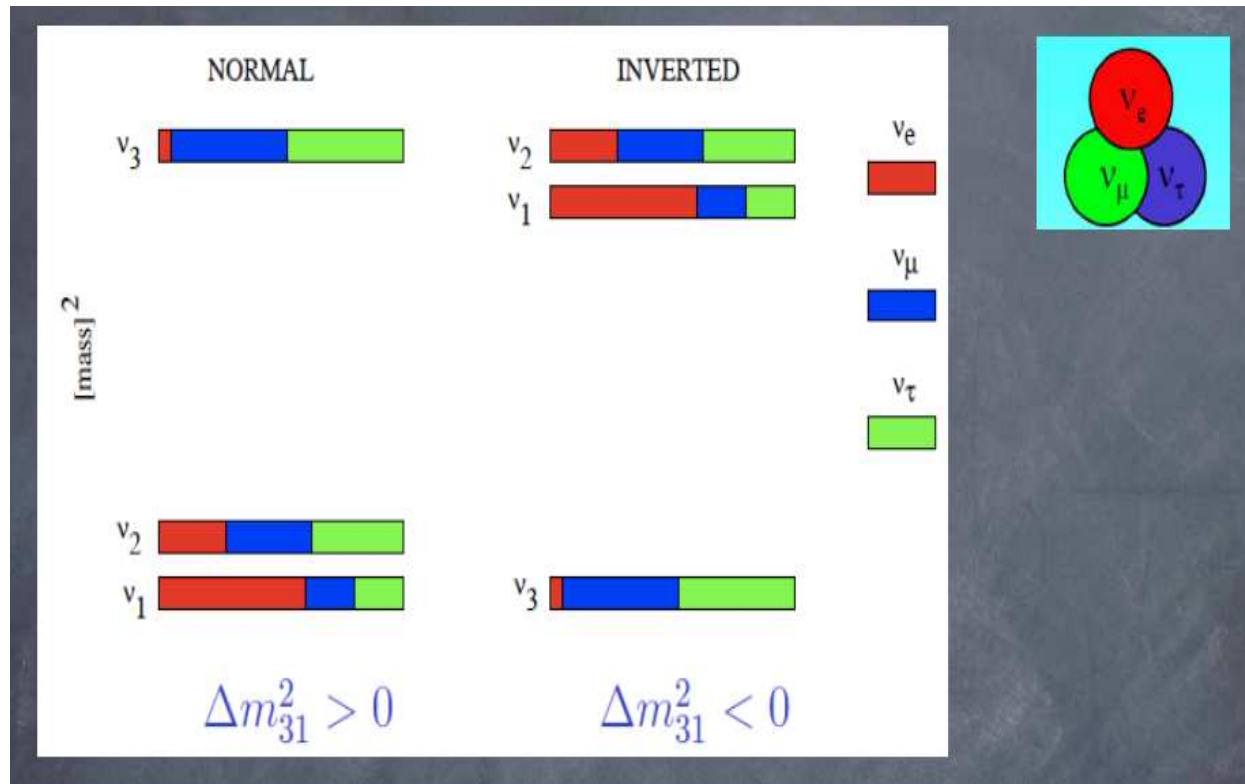 NORMAL
INVERTED
ν3
ν2
ν1
[mass]²
ν2
ν1
ν3
Δm²₃₁ > 0
Δm²₃₁ < 0
νe
νμ
ντ
νe
νμ
ντ